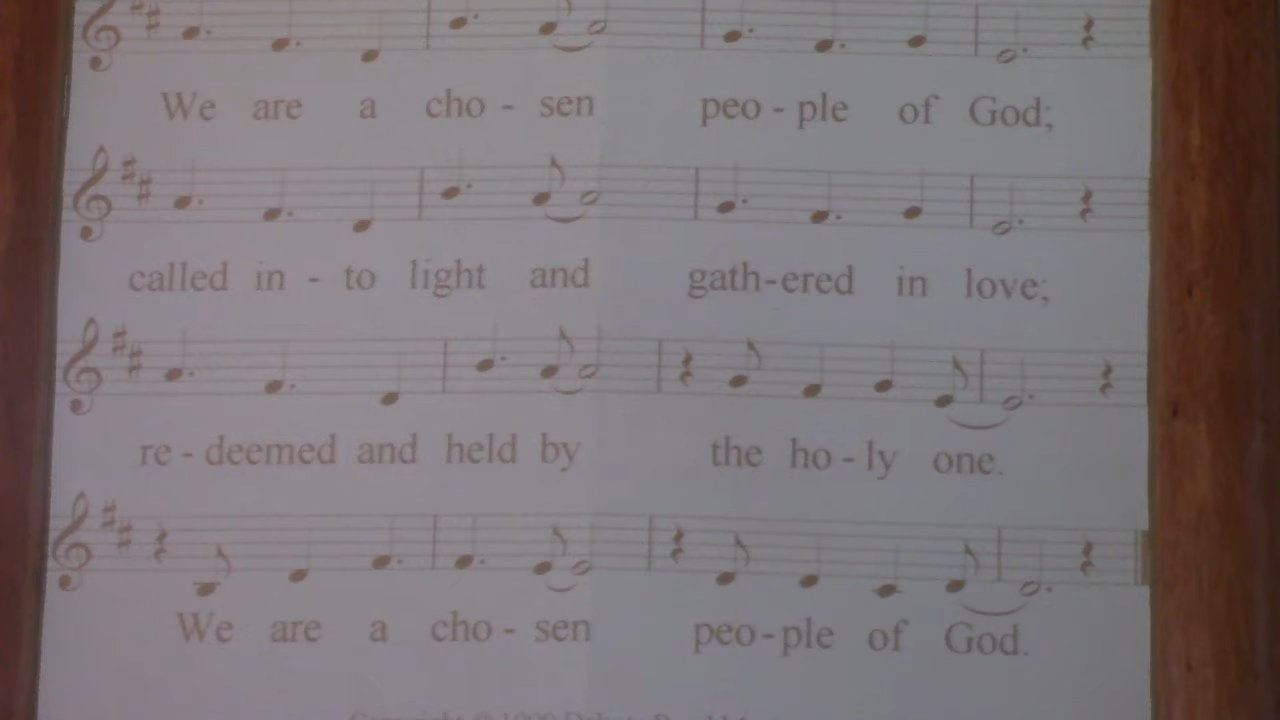 We are a cho - sen peo - ple of God;
called in - to light and gath-ered in love;
re - deemed and held by the ho - ly one.
We are a cho - sen peo-ple of God.